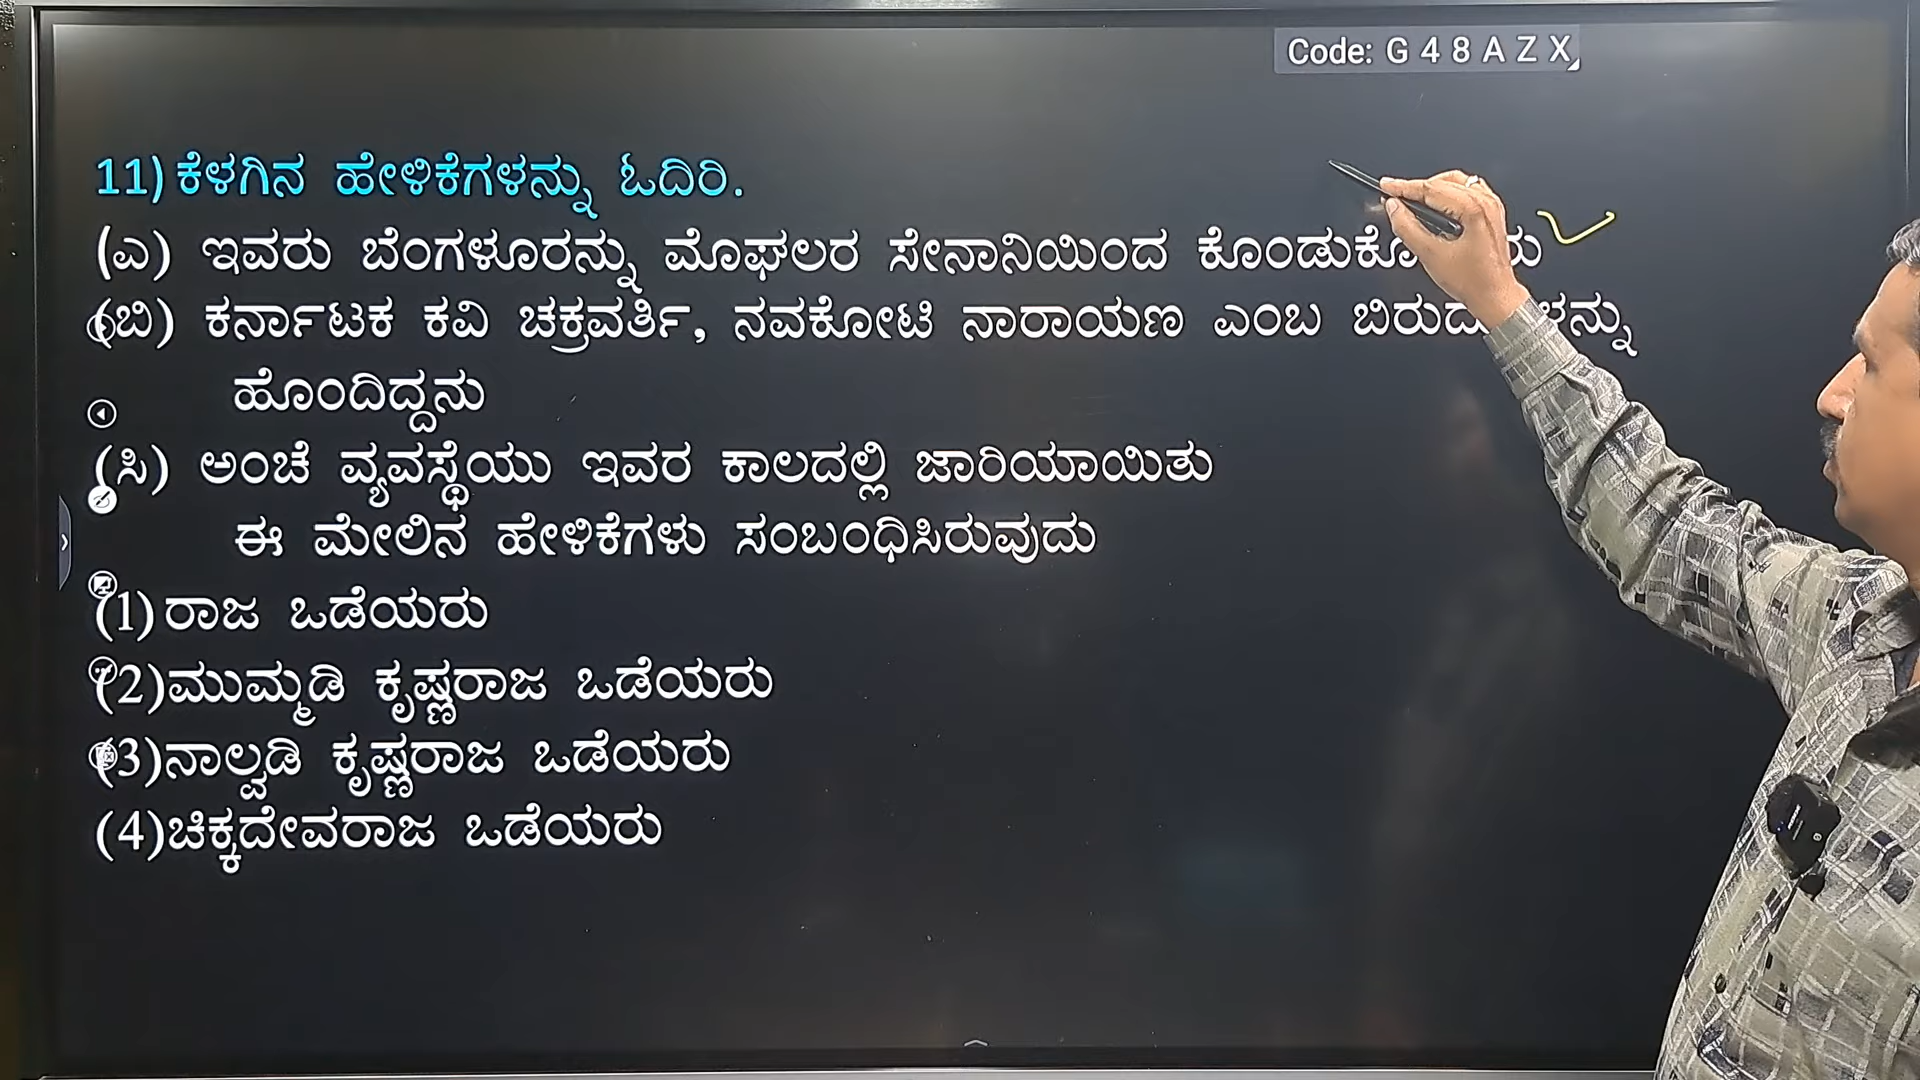 Code: G 4 8 A Z X
11) ಕೆಳಗಿನ ಹೇಳಿಕೆಗಳನ್ನು ಓದಿರಿ.
(ಎ) ಇವರು ಬೆಂಗಳೂರನ್ನು ಮೊಘಲರ ಸೇನಾನಿಯಿಂದ
(ಬಿ) ಕರ್ನಾಟಕ ಕವಿ ಚಕ್ರವರ್ತಿ, ನವಕೋಟಿ ನಾರಾಯಣ ಎಂಬ
ಹೊಂದಿದ್ದನು
(ಸಿ) ಅಂಚೆ ವ್ಯವಸ್ಥೆಯು ಇವರ ಕಾಲದಲ್ಲಿ ಜಾರಿಯಾಯಿತು
ಈ ಮೇಲಿನ ಹೇಳಿಕೆಗಳು ಸಂಬಂಧಿಸಿರುವುದು
(1) ರಾಜ ಒಡೆಯರು
(2)ಮುಮ್ಮಡಿ ಕೃಷ್ಣರಾಜ ಒಡೆಯರು
(3)ನಾಲ್ವಡಿ ಕೃಷ್ಣರಾಜ ಒಡೆಯರು
(4)ಚಿಕ್ಕದೇವರಾಜ ಒಡೆಯರು